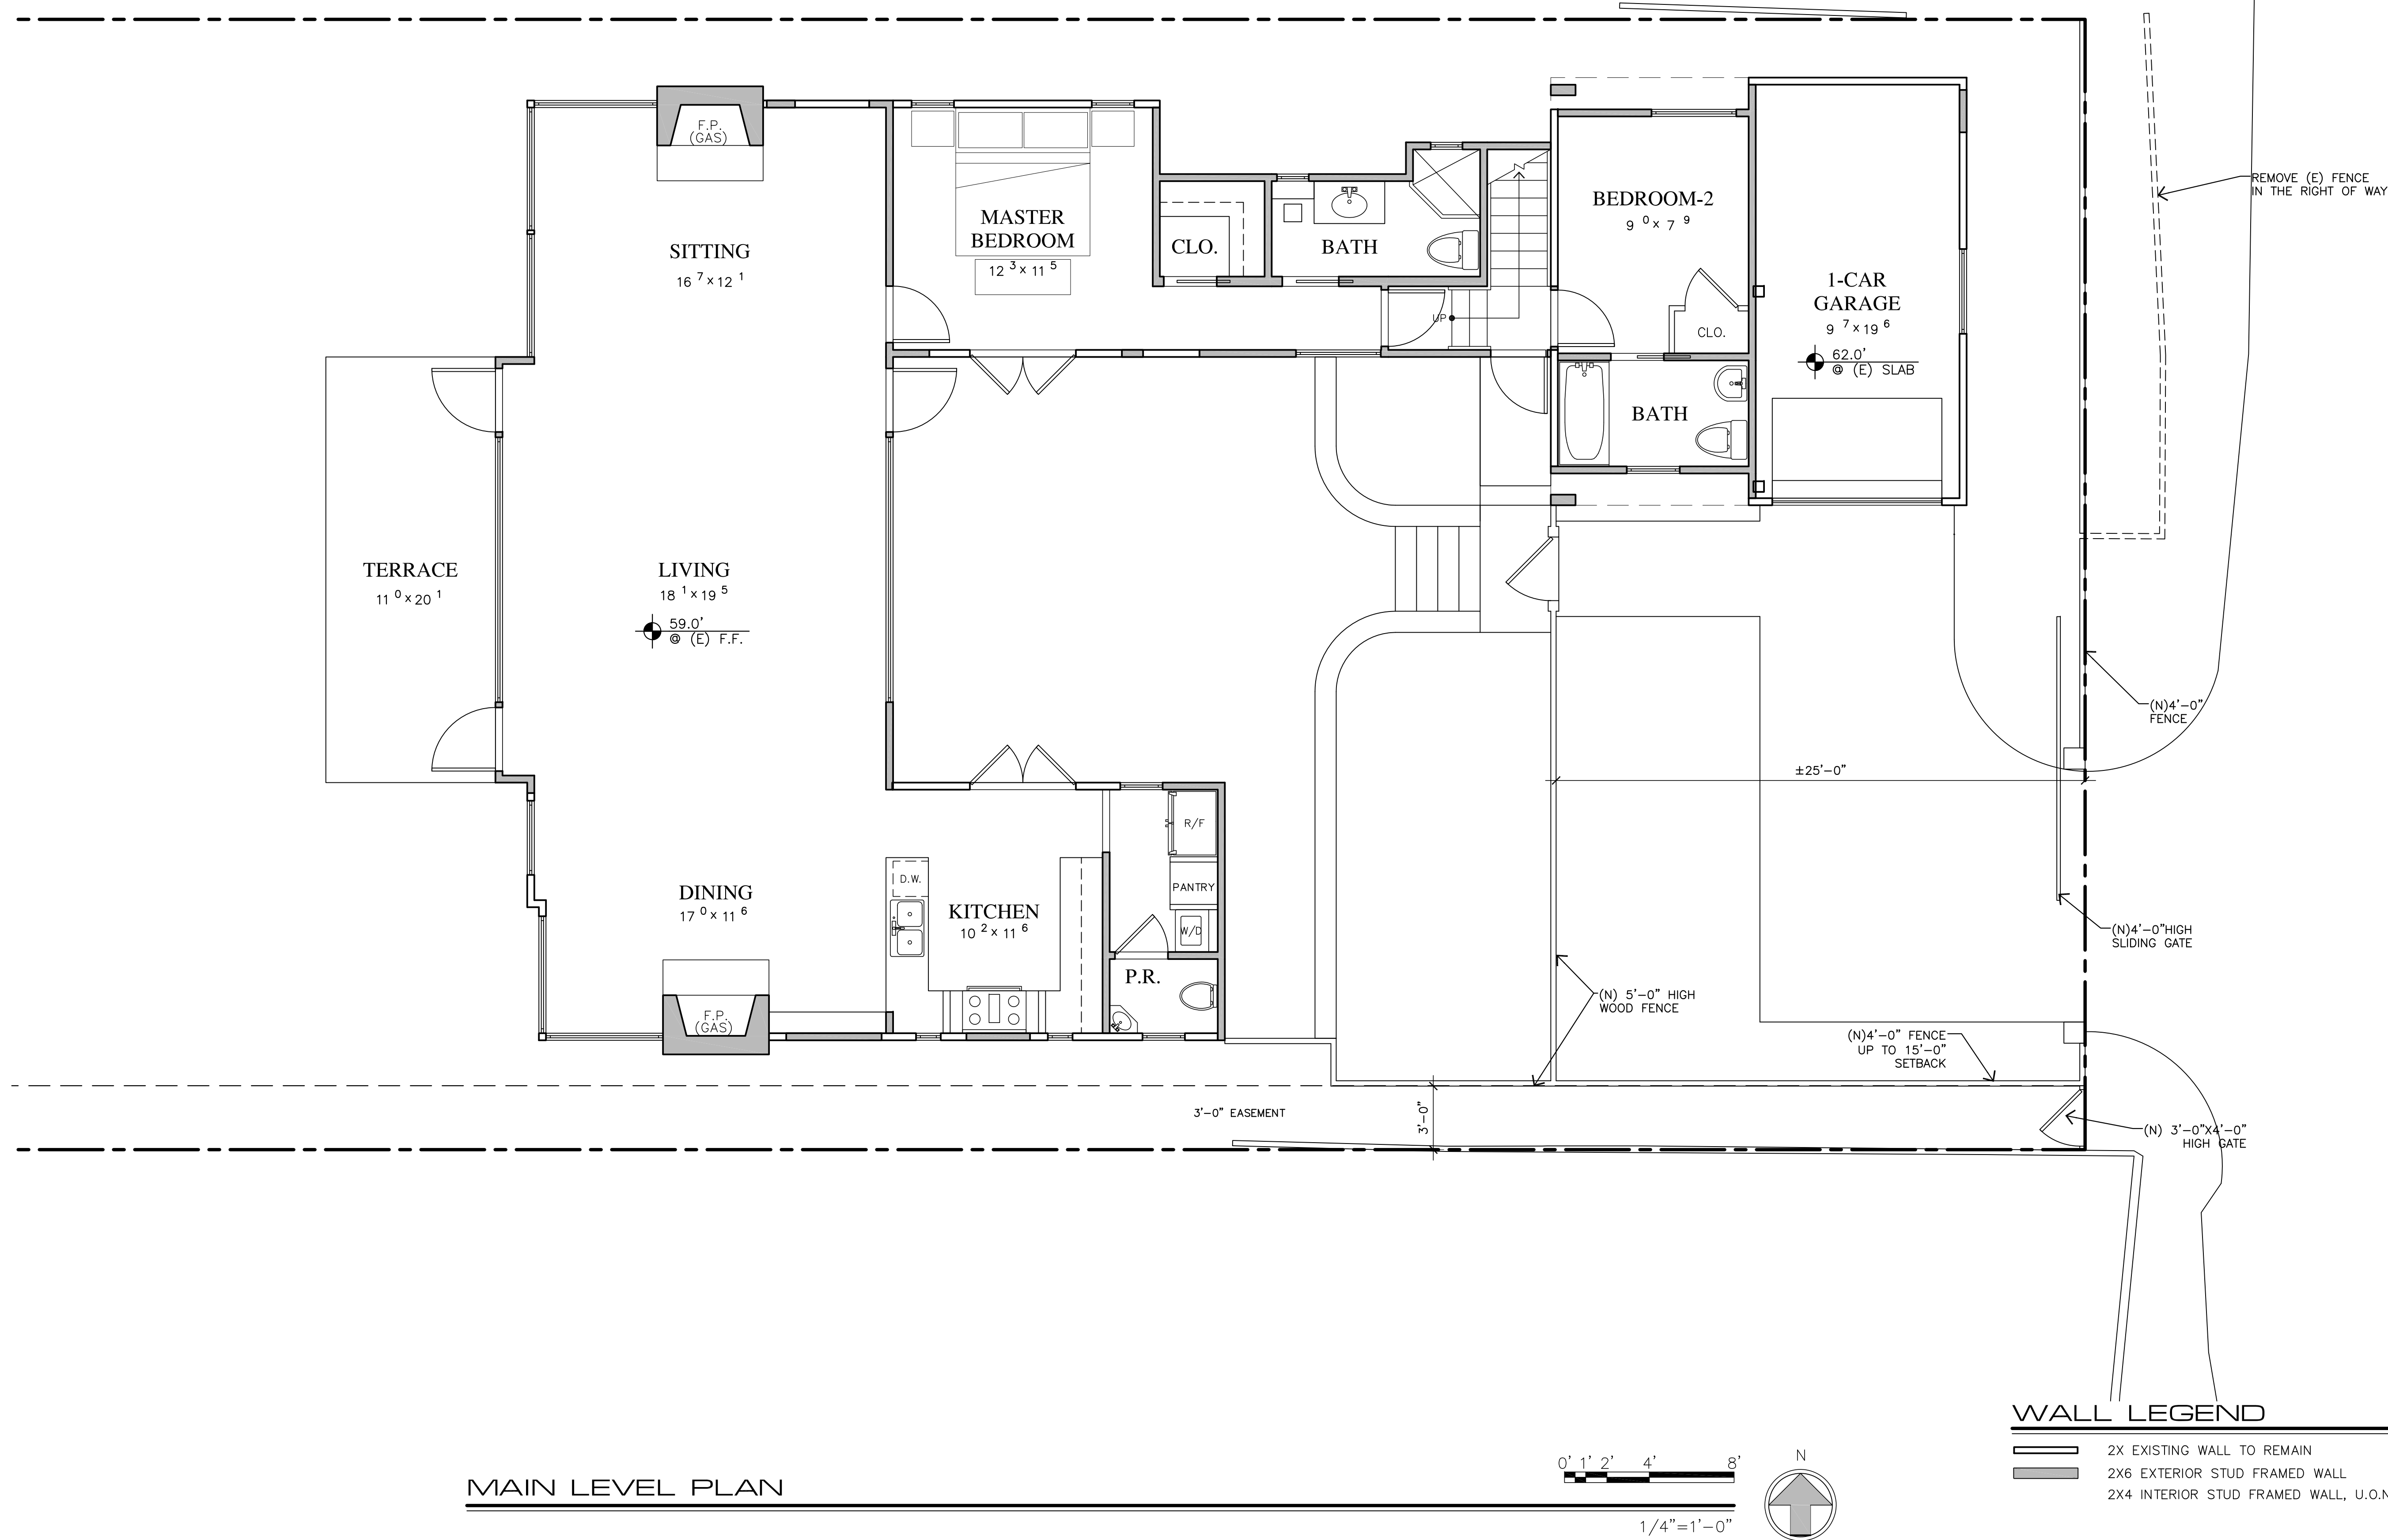 F.P.
(GAS)
REMOVE (E) FENCE
IN THE RIGHT OF WAY
SITTING
16 7 x 12 1
MASTER
BEDROOM
12 3 x 11 5
CLO.
BATH
BEDROOM-2
9 0 x 7 9
1-CAR
GARAGE
9 7 x 19 6
62.0'
@ (E) SLAB
UP
CLO.
BATH
TERRACE
11 0 x 20 1
LIVING
18 1 x 19 5
59.0'
@ (E) F.F.
(N)4'-0"
FENCE
±25'-0"
R/F
D.W.
PANTRY
W/D
DINING
17 0 x 11 6
KITCHEN
10 2 x 11 6
P.R.
F.P.
(GAS)
(N)4'-0"HIGH
SLIDING GATE
(N) 5'-0" HIGH
WOOD FENCE
(N)4'-0" FENCE
UP TO 15'-0"
SETBACK
3'-0" EASEMENT
3'-0"
(N) 3'-0"X4'-0"
HIGH GATE
WALL LEGEND
2X EXISTING WALL TO REMAIN
2X6 EXTERIOR STUD FRAMED WALL
2X4 INTERIOR STUD FRAMED WALL, U.O.N
MAIN LEVEL PLAN
0' 1' 2' 4' 8'
N
1/4"=1'-0"